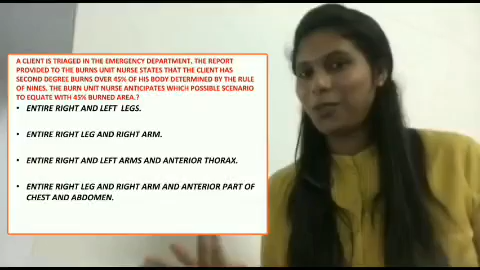 A CLIENT IS TRIAGED IN THE EMERGENCY DEPARTMENT. THE REPORT
PROVIDED TO THE BURNS UNIT NURSE STATES THAT THE CLIENT HAS
SECOND DEGREE BURNS OVER 45% OF HIS BODY DETERMINED BY THE RULE
OF NINES. THE BURN UNIT NURSE ANTICIPATES WHICH POSSIBLE SCENARIO
TO EQUATE WITH 45% BURNED AREA.?
• ENTIRE RIGHT AND LEFT LEGS.
• ENTIRE RIGHT LEG AND RIGHT ARM.
• ENTIRE RIGHT AND LEFT ARMS AND ANTERIOR THORAX.
• ENTIRE RIGHT LEG AND RIGHT ARM AND ANTERIOR PART OF
CHEST AND ABDOMEN.